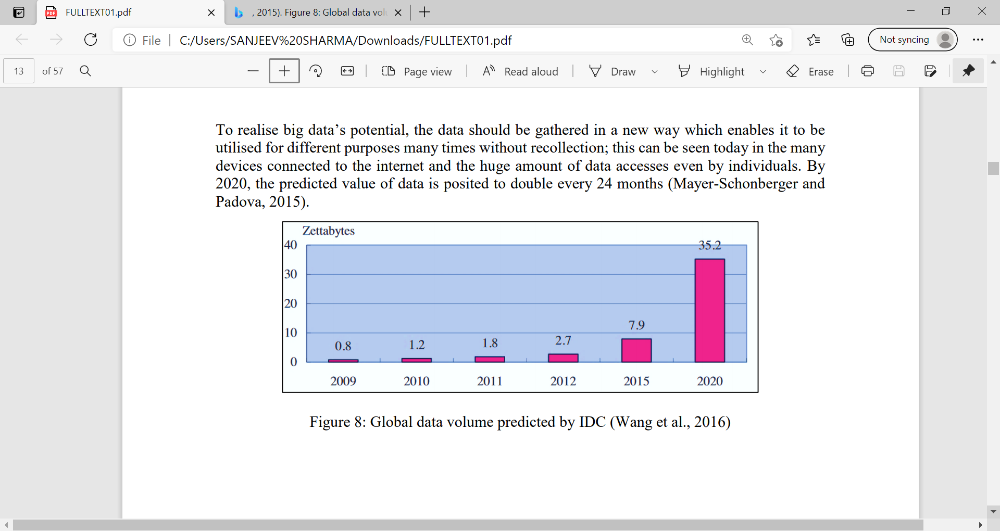 FULLTEXT01.pdf
, 2015). Figure 8: Global data volu
File
C:/Users/SANJEEV%20SHARMA/Downloads/FULLTEXT01.pdf
Not syncing
13 of 57
Page view
Read aloud
Draw
Highlight
Erase
To realise big data’s potential, the data should be gathered in a new way which enables it to be
utilised for different purposes many times without recollection; this can be seen today in the many
devices connected to the internet and the huge amount of data accesses even by individuals. By
2020, the predicted value of data is posited to double every 24 months (Mayer-Schonberger and
Padova, 2015).
Zettabytes
40
35.2
30
20
10
7.9
0.8
1.2
1.8
2.7
0
2009 2010 2011 2012 2015 2020
Figure 8: Global data volume predicted by IDC (Wang et al., 2016)